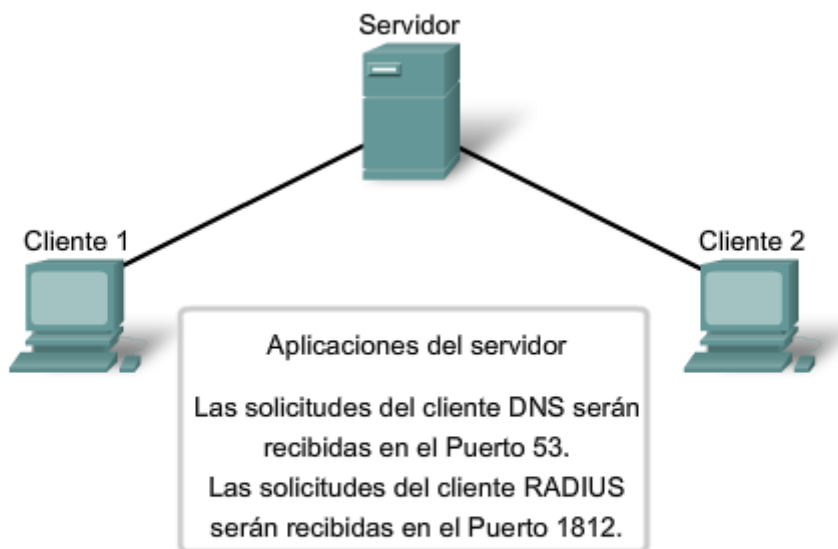 Servidor
Cliente 1
Cliente 2
Aplicaciones del servidor
Las solicitudes del cliente DNS serán
recibidas en el Puerto 53.
Las solicitudes del cliente RADIUS
serán recibidas en el Puerto 1812.